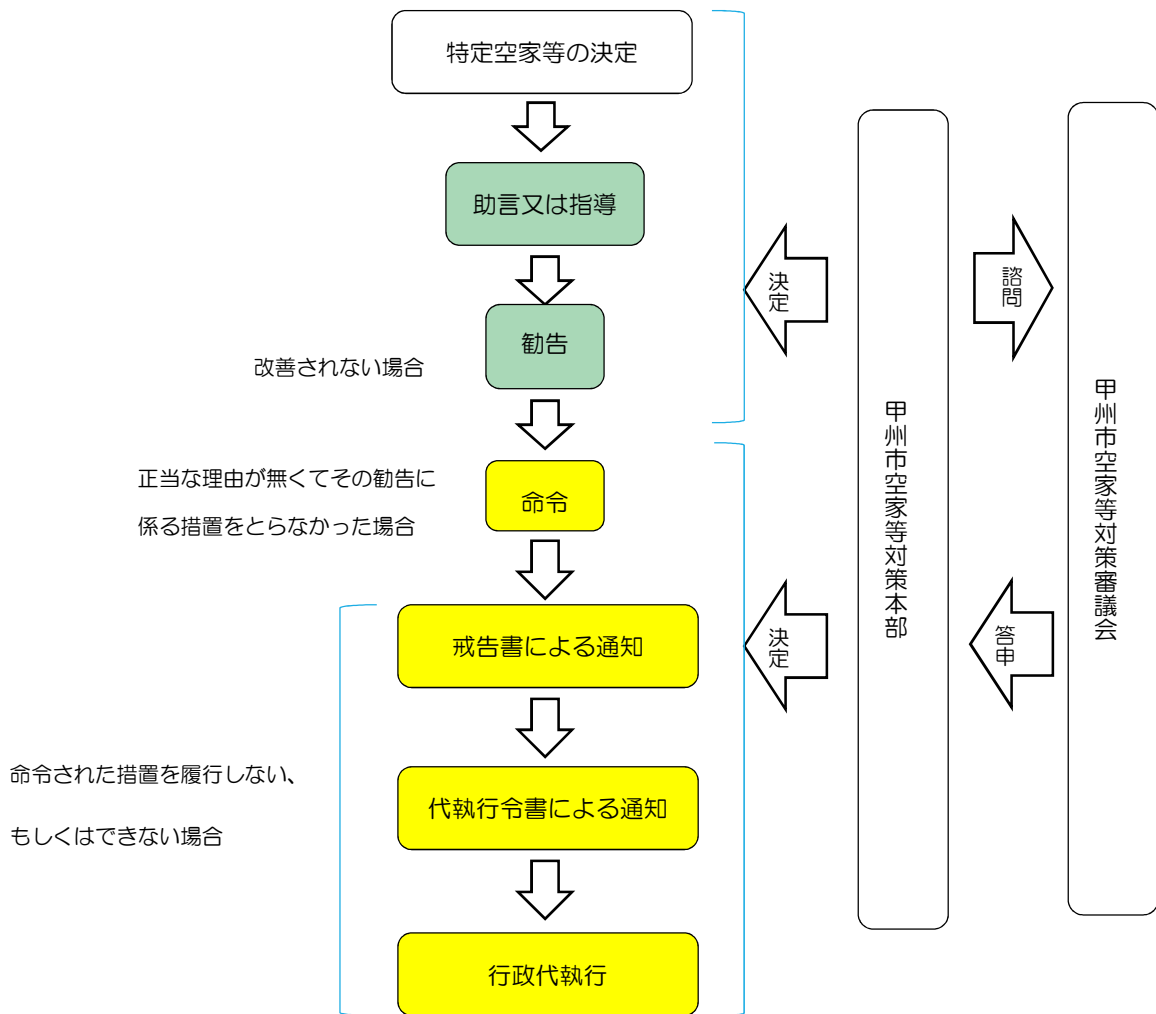 特定空家等の決定
助言又は指導
勧告
改善されない場合
命令
正当な理由が無くてその勧告に
係る措置をとらなかった場合
戒告書による通知
代執行令書による通知
命令された措置を履行しない、
もしくはできない場合
行政代執行
決定
決定
甲州市空家等対策本部
諮問
答申
甲州市空家等対策審議会